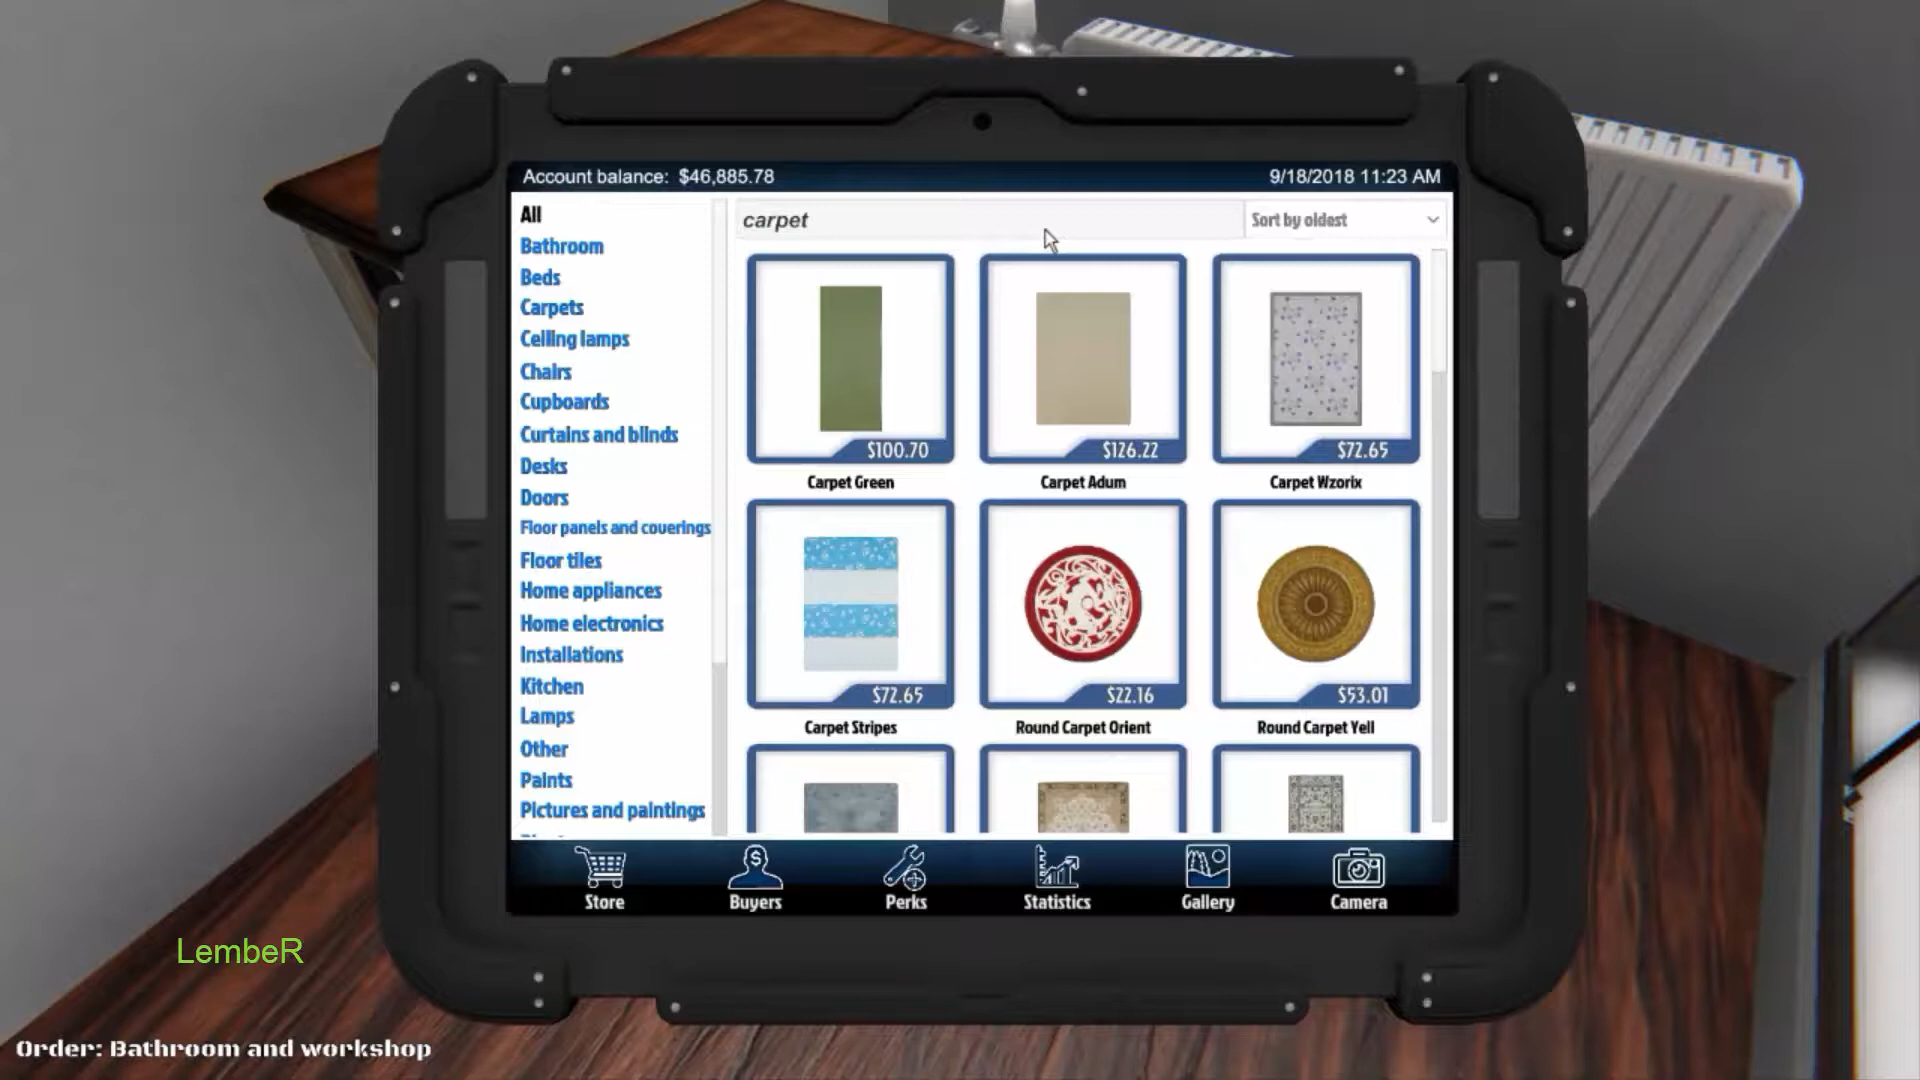 Account balance: $46,885.78
9/18/2018 11:23 AM
All
Bathroom
Beds
Carpets
Ceiling lamps
Chairs
Cupboards
Curtains and blinds
Desks
Doors
Floor panels and coverings
Floor tiles
Home appliances
Home electronics
Installations
Kitchen
Lamps
Other
Paints
Pictures and paintings
carpet
Sort by oldest
$100.70
$126.22
$72.65
Carpet Green
Carpet Adum
Carpet Wzorix
$72.65
$22.16
$53.01
Carpet Stripes
Round Carpet Orient
Round Carpet Yell
Store
Buyers
Perks
Statistics
Gallery
Camera
LembeR
Order: Bathroom and workshop